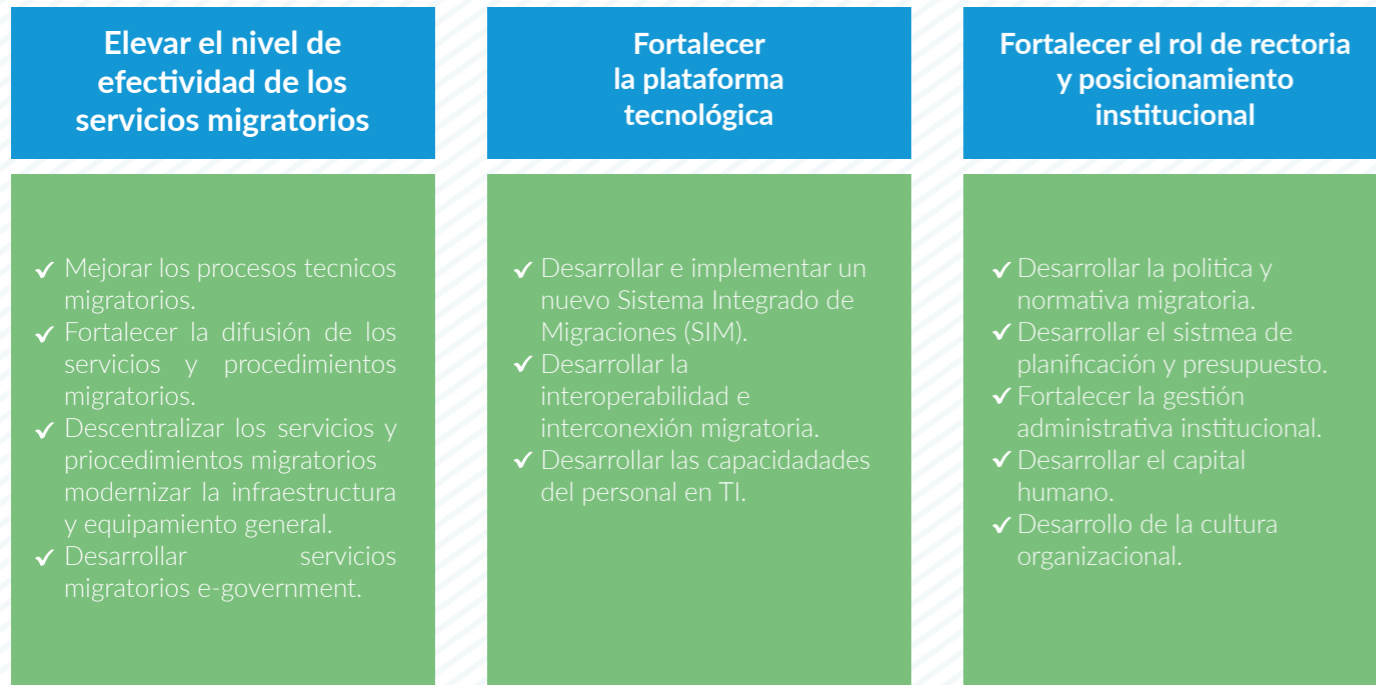 Elevar el nivel de
efectividad de los
servicios migratorios
✓ Mejorar los procesos tecnicos
migratorios.
✓ Fortalecer la difusión de los
servicios y procedimientos
migratorios.
✓ Descentralizar los servicios y
priocedimientos migratorios
modernizar la infraestructura
y equipamiento general.
✓ Desarrollar servicios
migratorios e-government.
Fortalecer
la plataforma
tecnológica
✓ Desarrollar e implementar un
nuevo Sistema Integrado de
Migraciones (SIM).
✓ Desarrollar la
interoperabilidad e
interconexión migratoria.
✓ Desarrollar las capacidadades
del personal en TI.
Fortalecer el rol de rectoria
y posicionamiento
institucional
✓ Desarrollar la politica y
normativa migratoria.
✓ Desarrollar el sistmea de
planificación y presupuesto.
✓ Fortalecer la gestión
administrativa institucional.
✓ Desarrollar el capital
humano.
✓ Desarrollo de la cultura
organizacional.